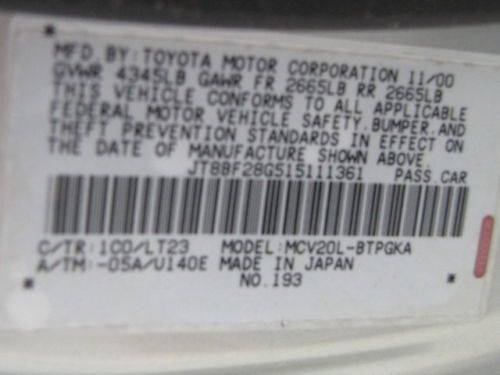 MFD BY:TOYOTA MOTOR CORPORATION 11/00
GVWR 4345LB GAWR FR 2665LB RR 2665LB
THIS VEHICLE CONFORMS TO ALL APPLICABLE
FEDERAL MOTOR VEHICLE SAFETY.BUMPER.AND
THEFT PREVENTION STANDARDS IN EFFECT ON
THE DATE OF MANUFACTURE SHOWN ABOVE.
JT8BF28G515111361 PASS.CAR
C/TR:1C0/LT23 MODEL:MCV20L-BTPGKA
A/TM:-05A/U140E MADE IN JAPAN
NO.193